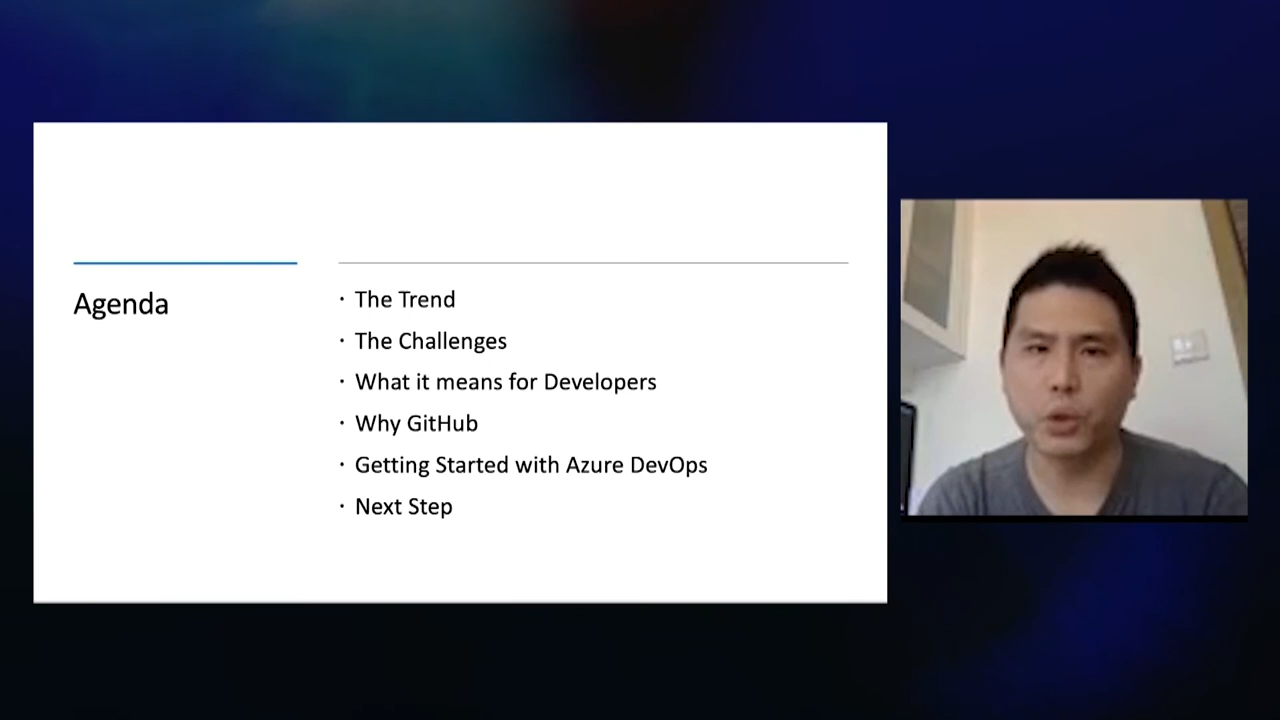 Agenda
· The Trend
· The Challenges
· What it means for Developers
· Why GitHub
· Getting Started with Azure DevOps
· Next Step